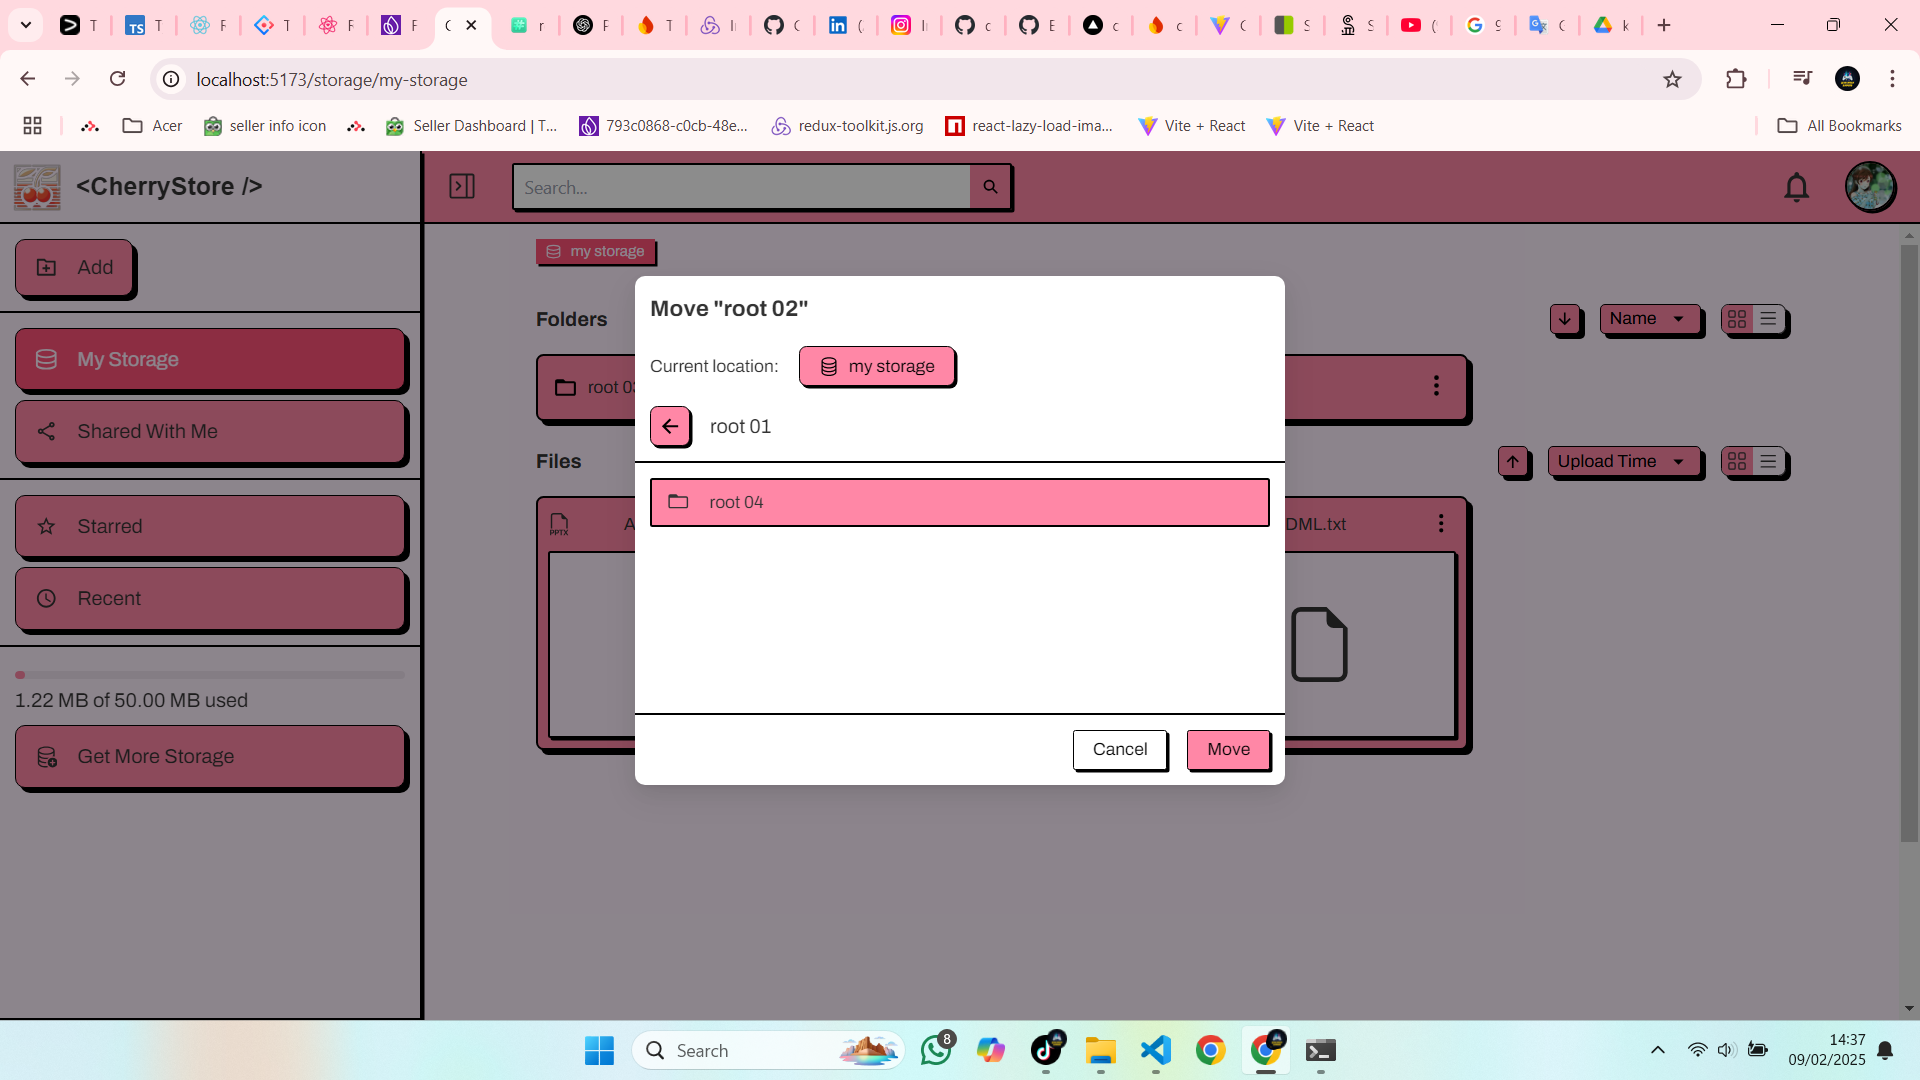 localhost:5173/storage/my-storage
Acer
seller info icon
Seller Dashboard | T...
793c0868-c0cb-48e...
redux-toolkit.js.org
react-lazy-load-ima...
Vite + React
Vite + React
All Bookmarks
<CherryStore />
Search...
Add
my storage
My Storage
Shared With Me
Starred
Recent
1.22 MB of 50.00 MB used
Get More Storage
Folders
Name
root 03
Files
Upload Time
PPTX
A
DML.txt
Move "root 02"
Current location:
my storage
root 01
root 04
Cancel
Move
Search
8
14:37
09/02/2025